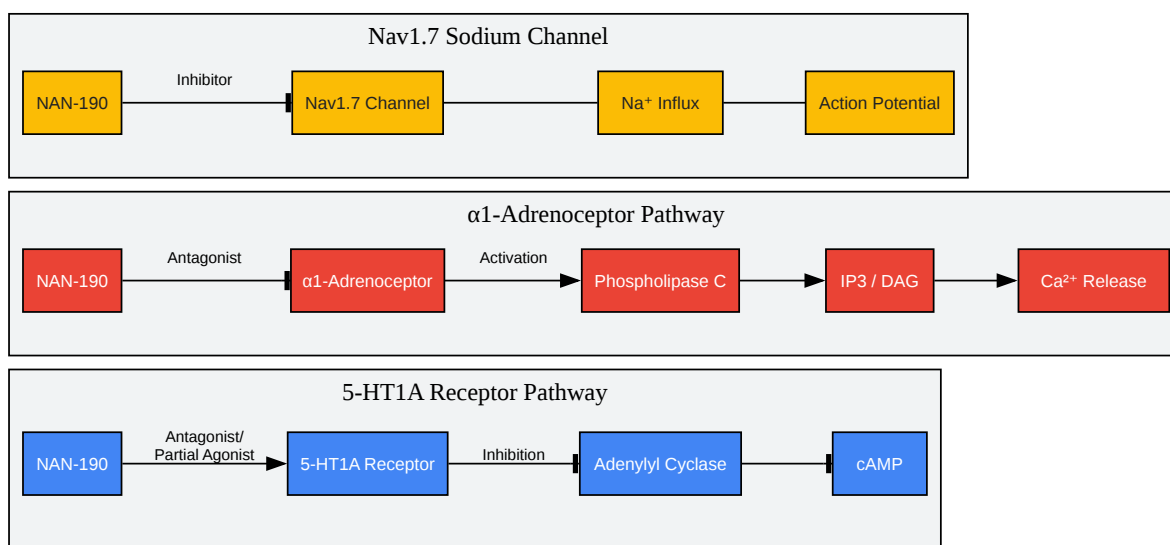 Nav1.7 Sodium Channel
Inhibitor
NAN-190
Nav1.7 Channel
Na⁺ Influx
Action Potential
α1-Adrenoceptor Pathway
Antagonist
Activation
NAN-190
α1-Adrenoceptor
Phospholipase C
IP3 / DAG
Ca²⁺ Release
5-HT1A Receptor Pathway
Antagonist/
Partial Agonist
Inhibition
NAN-190
5-HT1A Receptor
Adenylyl Cyclase
cAMP